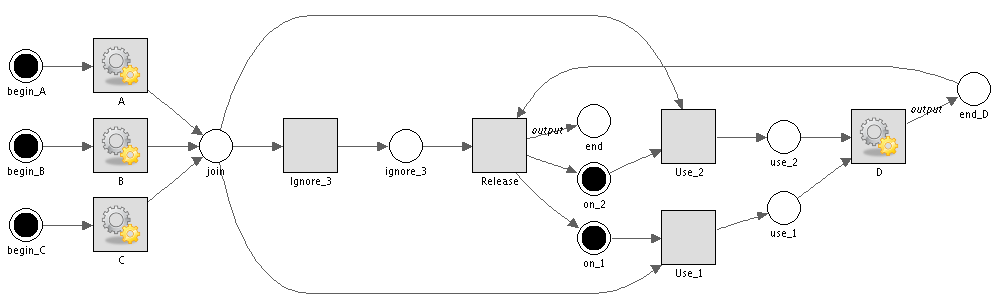 begin_A
A
begin_B
B
begin_C
C
join
Ignore_3
ignore_3
Release
output
end
on_2
on_1
Use_2
Use_1
use_2
use_1
D
output
end_D